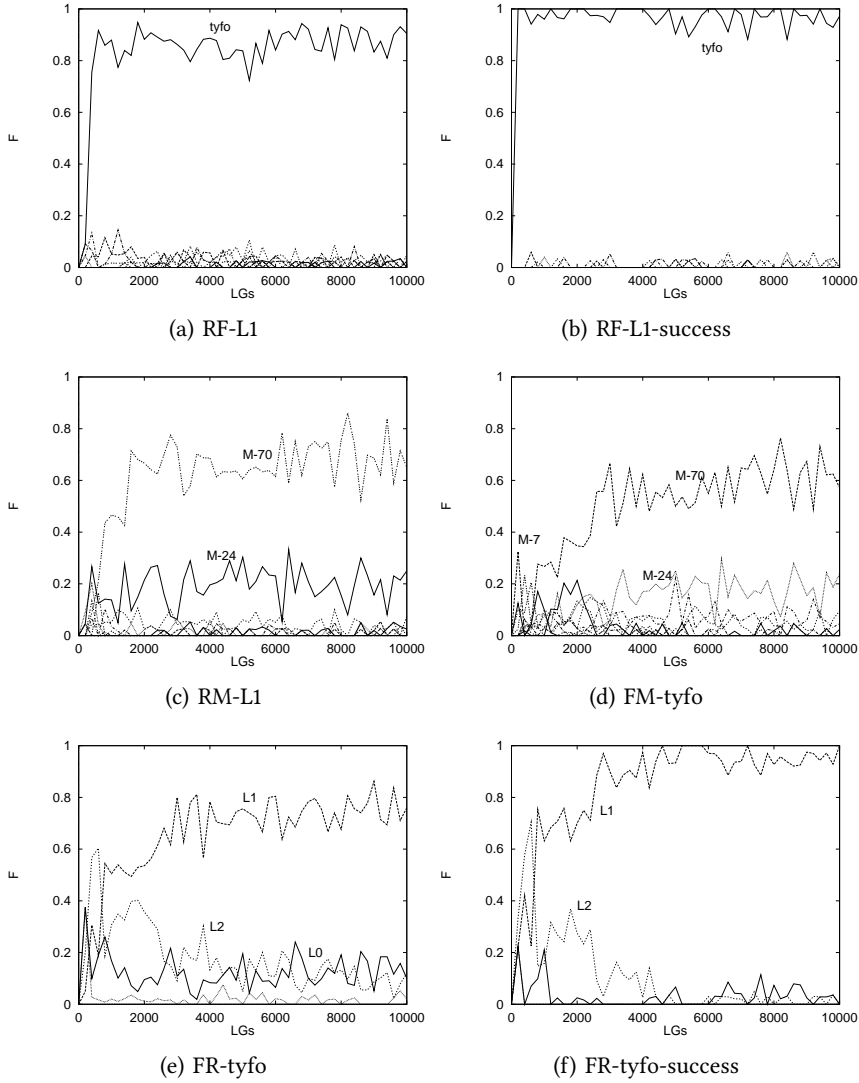 1
0.8
0.6
0.4
0.2
0
F
tyfo
0 2000 4000 6000 8000 10000
LGs
(a) RF-L1
1
0.8
0.6
0.4
0.2
0
F
tyfo
0 2000 4000 6000 8000 10000
LGs
(b) RF-L1-success
1
0.8
0.6
0.4
0.2
0
F
M-70
M-24
0 2000 4000 6000 8000 10000
LGs
(c) RM-L1
1
0.8
0.6
0.4
0.2
0
F
M-7
M-70
M-24
0 2000 4000 6000 8000 10000
LGs
(d) FM-tyfo
1
0.8
0.6
0.4
0.2
0
F
L1
L2
L0
0 2000 4000 6000 8000 10000
LGs
(e) FR-tyfo
1
0.8
0.6
0.4
0.2
0
F
L1
L2
0 2000 4000 6000 8000 10000
LGs
(f) FR-tyfo-success